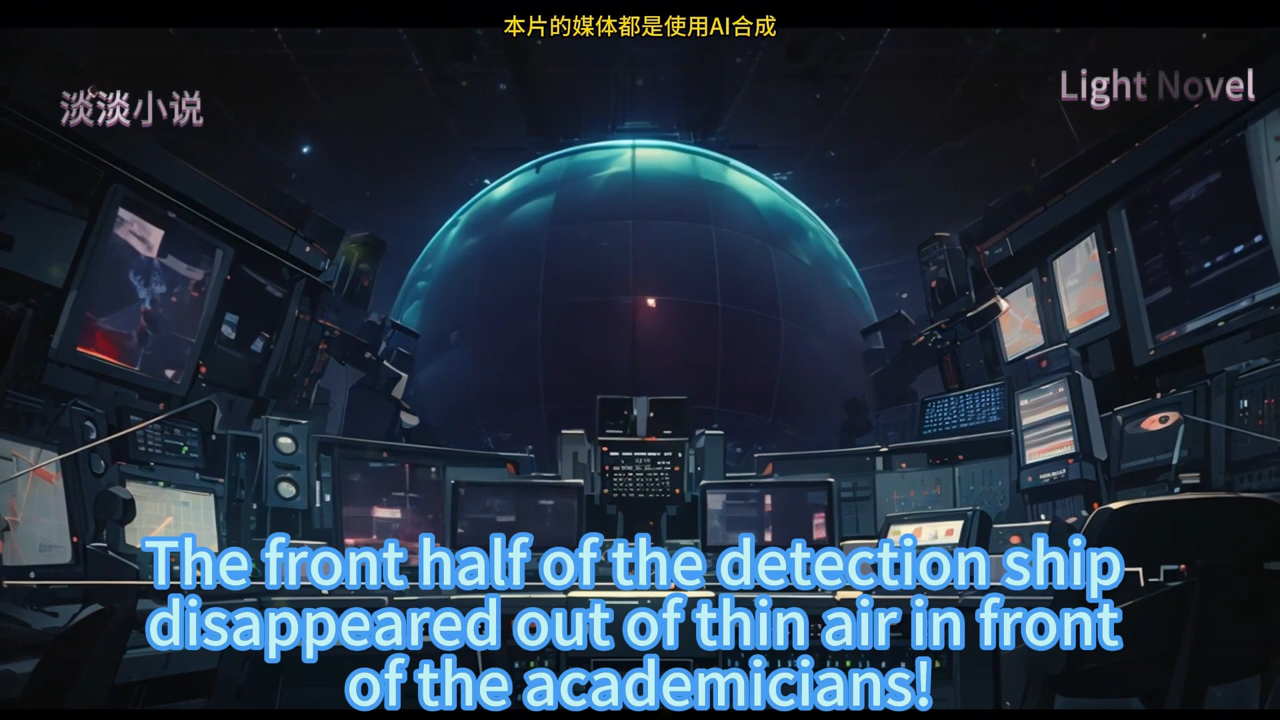 本片的媒体都是使用AI合成
淡淡小说
Light Novel
The front half of the detection ship
disappeared out of thin air in front
of the academicians!